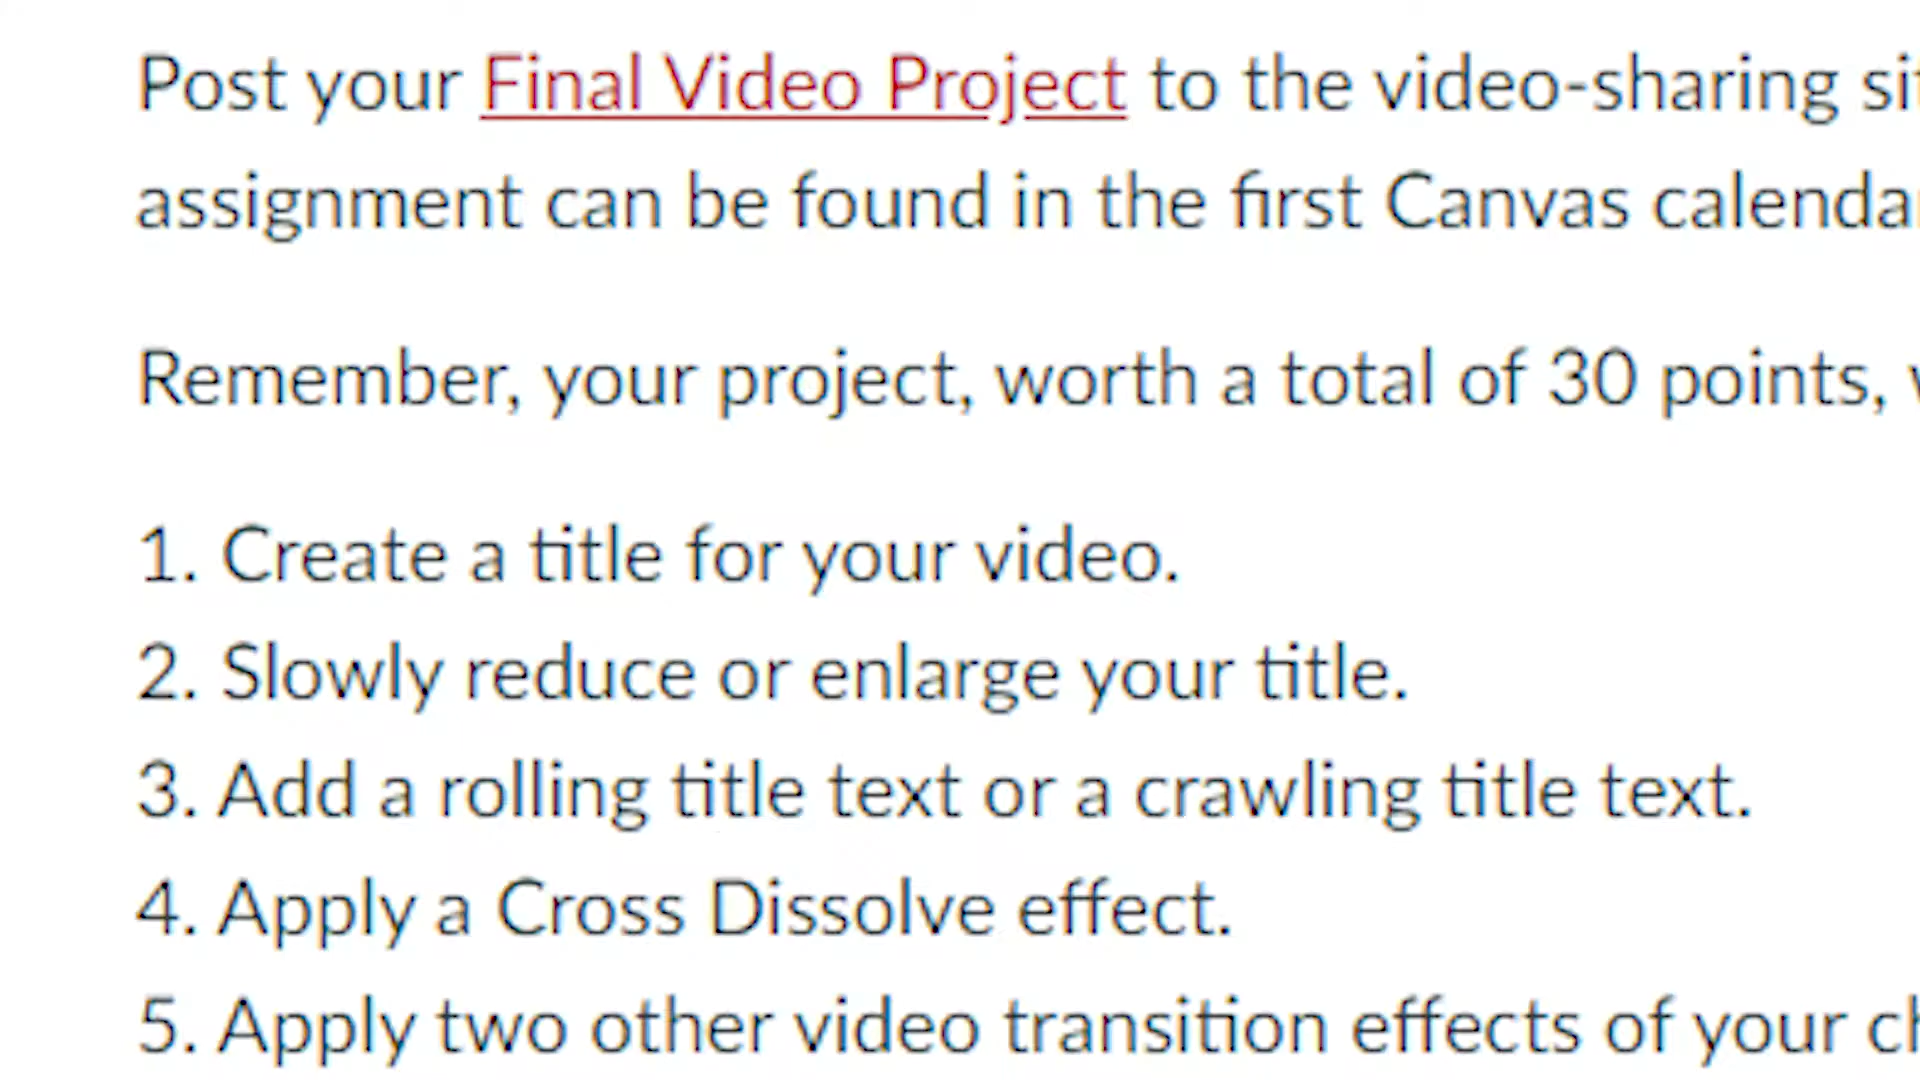 Post your Final Video Project to the video-sharing
assignment can be found in the first Canvas
Remember, your project, worth a total of 30 points,
1. Create a title for your video.
2. Slowly reduce or enlarge your title.
3. Add a rolling title text or a crawling title text.
4. Apply a Cross Dissolve effect.
5. Apply two other video transition effects of your